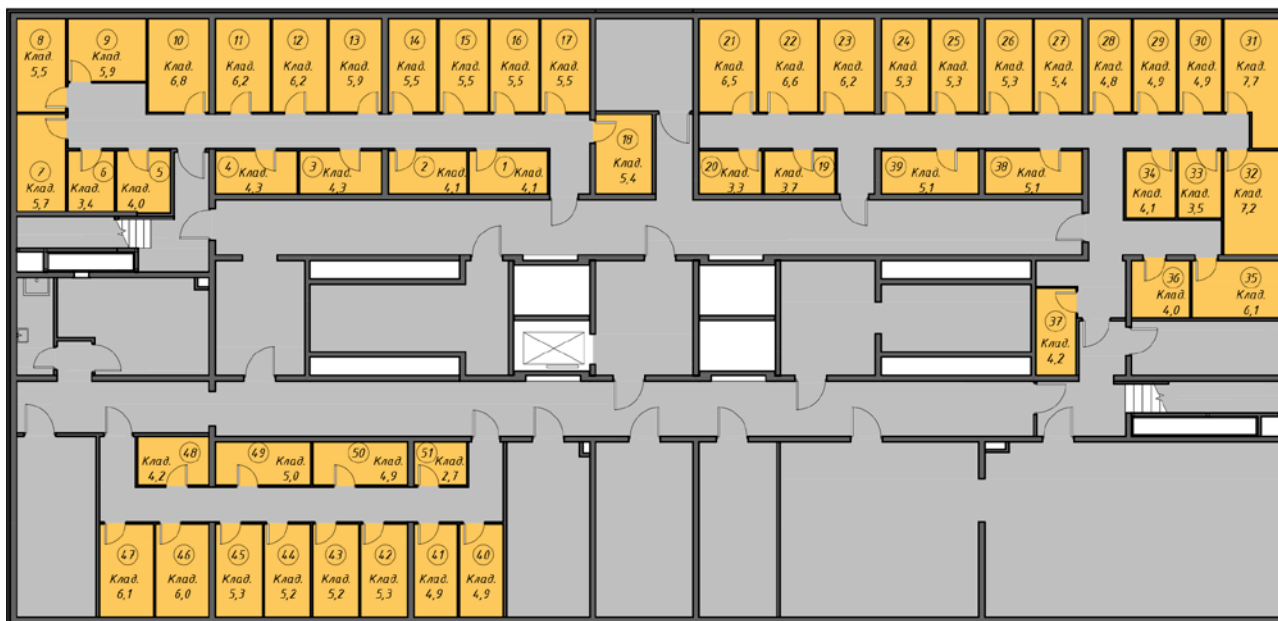 8
Клад.
5,5
9
Клад.
5,9
10
Клад.
6,8
11
Клад.
6,2
12
Клад.
6,2
13
Клад.
5,9
14
Клад.
5,5
15
Клад.
5,5
16
Клад.
5,5
17
Клад.
5,5
21
Клад.
6,5
22
Клад.
6,6
23
Клад.
6,2
24
Клад.
5,3
25
Клад.
5,3
26
Клад.
5,3
27
Клад.
5,4
28
Клад.
4,8
29
Клад.
4,9
30
Клад.
4,9
31
Клад.
7,7
7
Клад.
5,7
6
Клад.
3,4
5
Клад.
4,0
4
Клад.
4,3
3
Клад.
4,3
2
Клад.
4,1
1
Клад.
4,1
18
Клад.
5,4
20
Клад.
3,3
19
Клад.
3,7
39
Клад.
5,1
38
Клад.
5,1
34
Клад.
4,1
33
Клад.
3,5
32
Клад.
7,2
36
Клад.
4,0
35
Клад.
6,1
37
Клад.
4,2
48
Клад.
4,2
49
Клад.
5,0
50
Клад.
4,9
51
Клад.
2,7
47
Клад.
6,1
46
Клад.
6,0
45
Клад.
5,3
44
Клад.
5,2
43
Клад.
5,2
42
Клад.
5,3
41
Клад.
4,9
40
Клад.
4,9